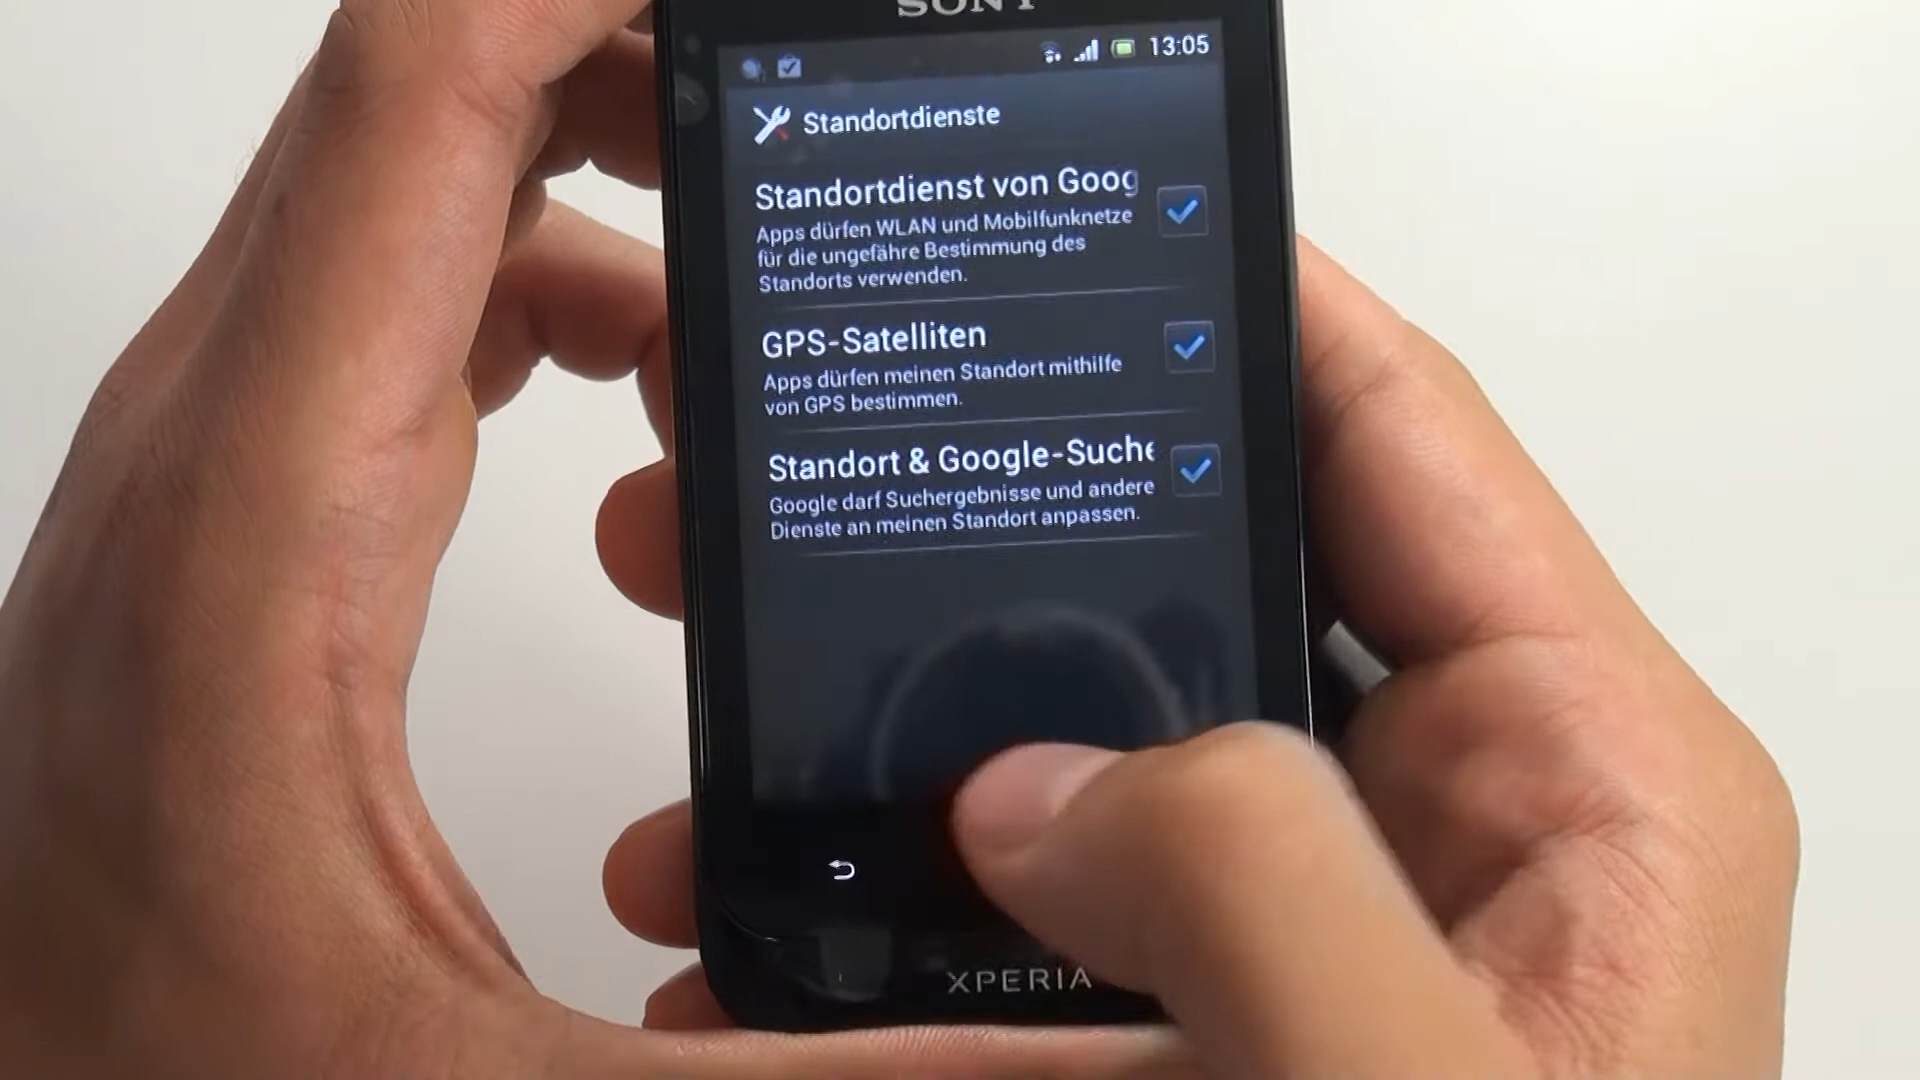 SONY
13:05
Standortdienste
Standortdienst von Goog
Apps dürfen WLAN und Mobilfunknetze
für die ungefähre Bestimmung des
Standorts verwenden.
GPS-Satelliten
Apps dürfen meinen Standort mithilfe
von GPS bestimmen.
Standort & Google-Suche
Google darf Suchergebnisse und andere
Dienste an meinen Standort anpassen.
XPERIA